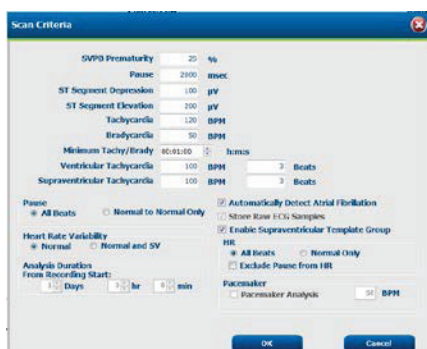 Scan Criteria
SVPB Prematurity 25 %
Pause 2000 msec
ST Segment Depression 100 µV
ST Segment Elevation 200 µV
Tachycardia 120 BPM
Bradycardia 50 BPM
Minimum Tachy/Brady 00:01:00 h:m:s
Ventricular Tachycardia 100 BPM 3 Beats
Supraventricular Tachycardia 100 BPM 3 Beats
Pause
All Beats Normal to Normal Only
Heart Rate Variability
Normal Normal and SV
Analysis Duration
From Recording Start:
Days hr min
Automatically Detect Atrial Fibrillation
Store Raw ECG Samples
Enable Supraventricular Template Group
HR
All Beats Normal Only
Exclude Pause from HR
Pacemaker
Pacemaker Analysis BPM
OK Cancel